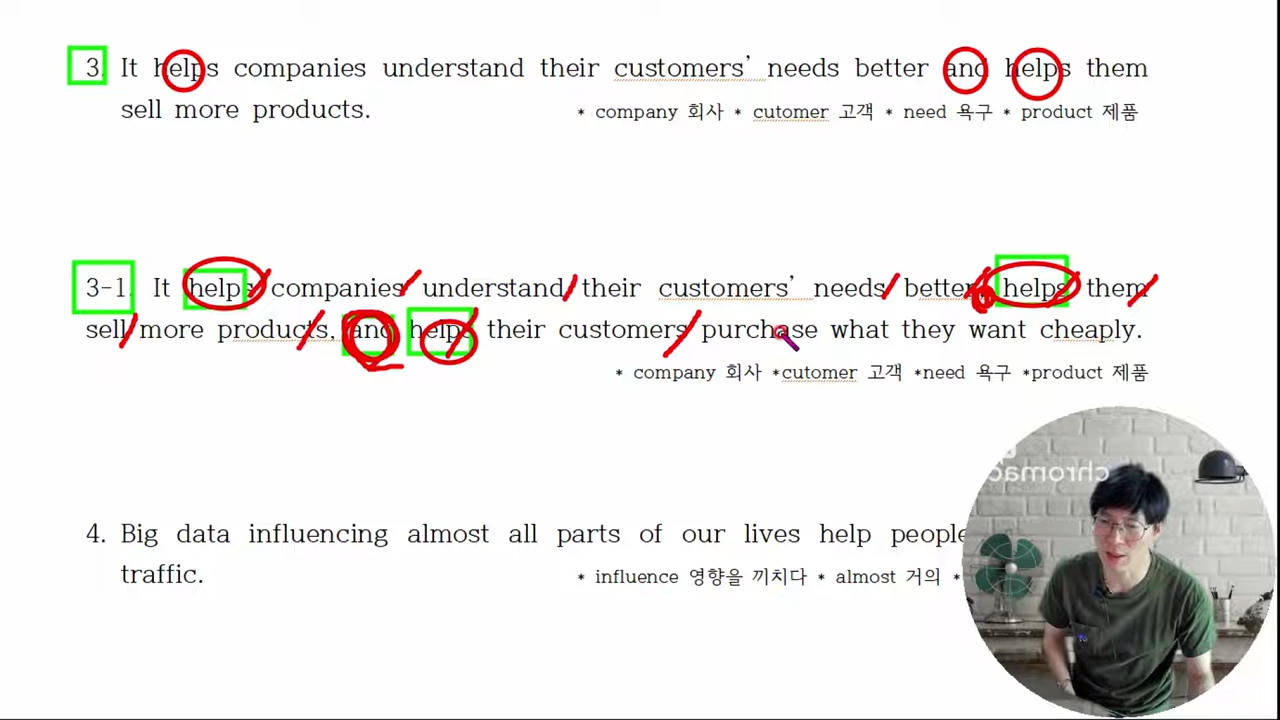 3. It helps companies understand their customers' needs better and helps them
sell more products.
* company 회사 * cutomer 고객 * need 욕구 * product 제품
3-1. It helps companies understand their customers' needs better, helps them
sell more products, and helps their customers purchase what they want cheaply.
* company 회사 *cutomer 고객 *need 욕구 *product 제품
4. Big data influencing almost all parts of our lives help people
traffic.
* influence 영향을 끼치다 * almost 거의 *